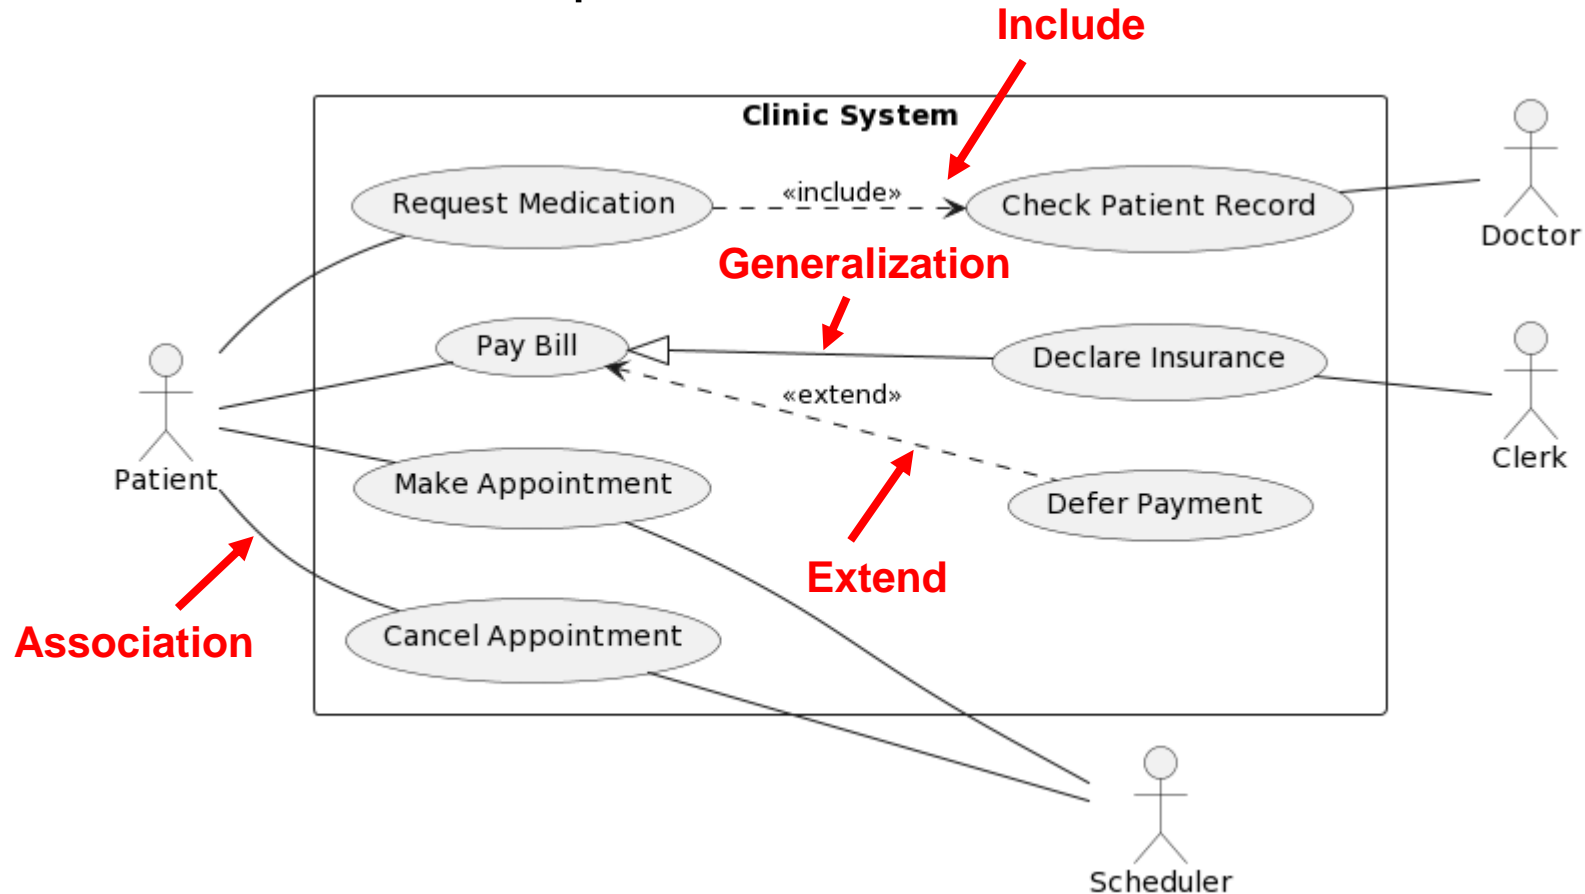 Include
Clinic System
Request Medication
«include»
Check Patient Record
Doctor
Generalization
Pay Bill
Declare Insurance
«extend»
Clerk
Patient
Make Appointment
Defer Payment
Extend
Association
Cancel Appointment
Scheduler